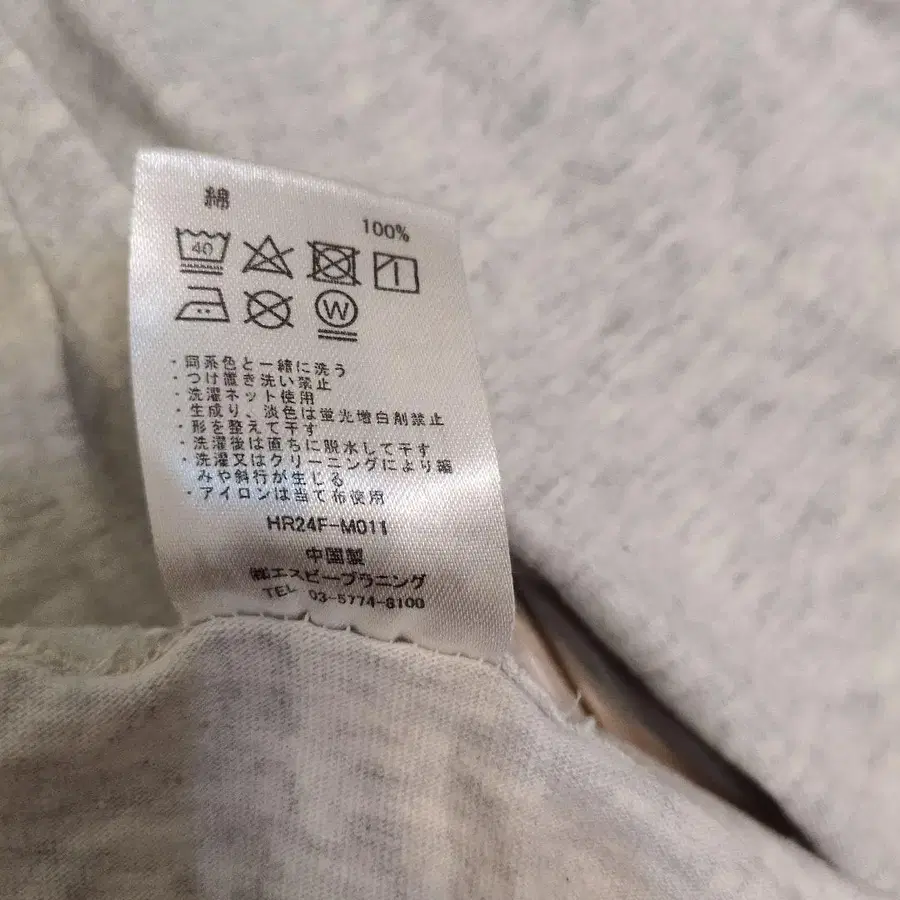 綿
100%
40
W
・同系色と一緒に洗う
・つけ置き洗い禁止
・洗濯ネット使用
・生成り、淡色は蛍光増白剤禁止
・形を整えて干す
・洗濯後は直ちに脱水して干す
・洗濯又はクリーニングにより編
みや斜行が生じる
・アイロンは当て布使用
HR24F-M011
中国製
㈱エスピープラニング
TEL 03-5774-8100